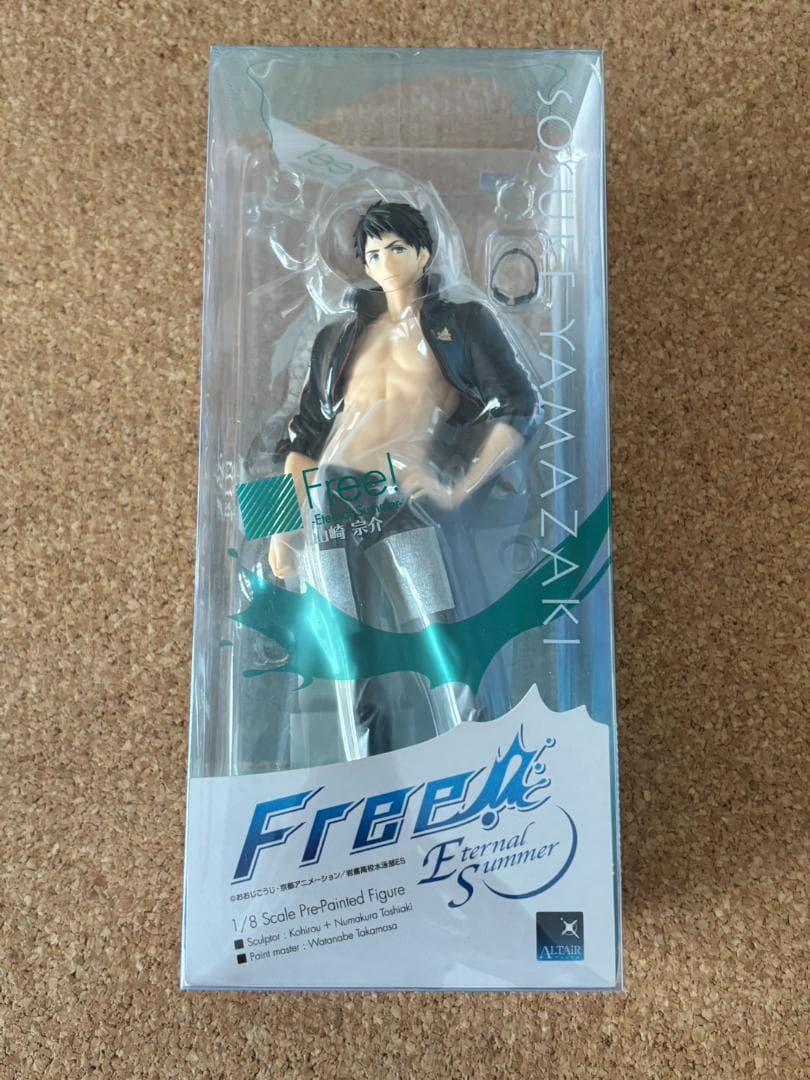 SOSUKE YAMAZAKI
Free!
-Eternal Summer-
山崎 宗介
Free!
Eternal
Summer
©おおじこうじ・京都アニメーション／岩鳶高校水泳部ES
1/8 Scale Pre-Painted Figure
■ Sculptor : Kohirou + Numakura Toshiaki
■ Paint master : Watanabe Takamasa
ALTAiR